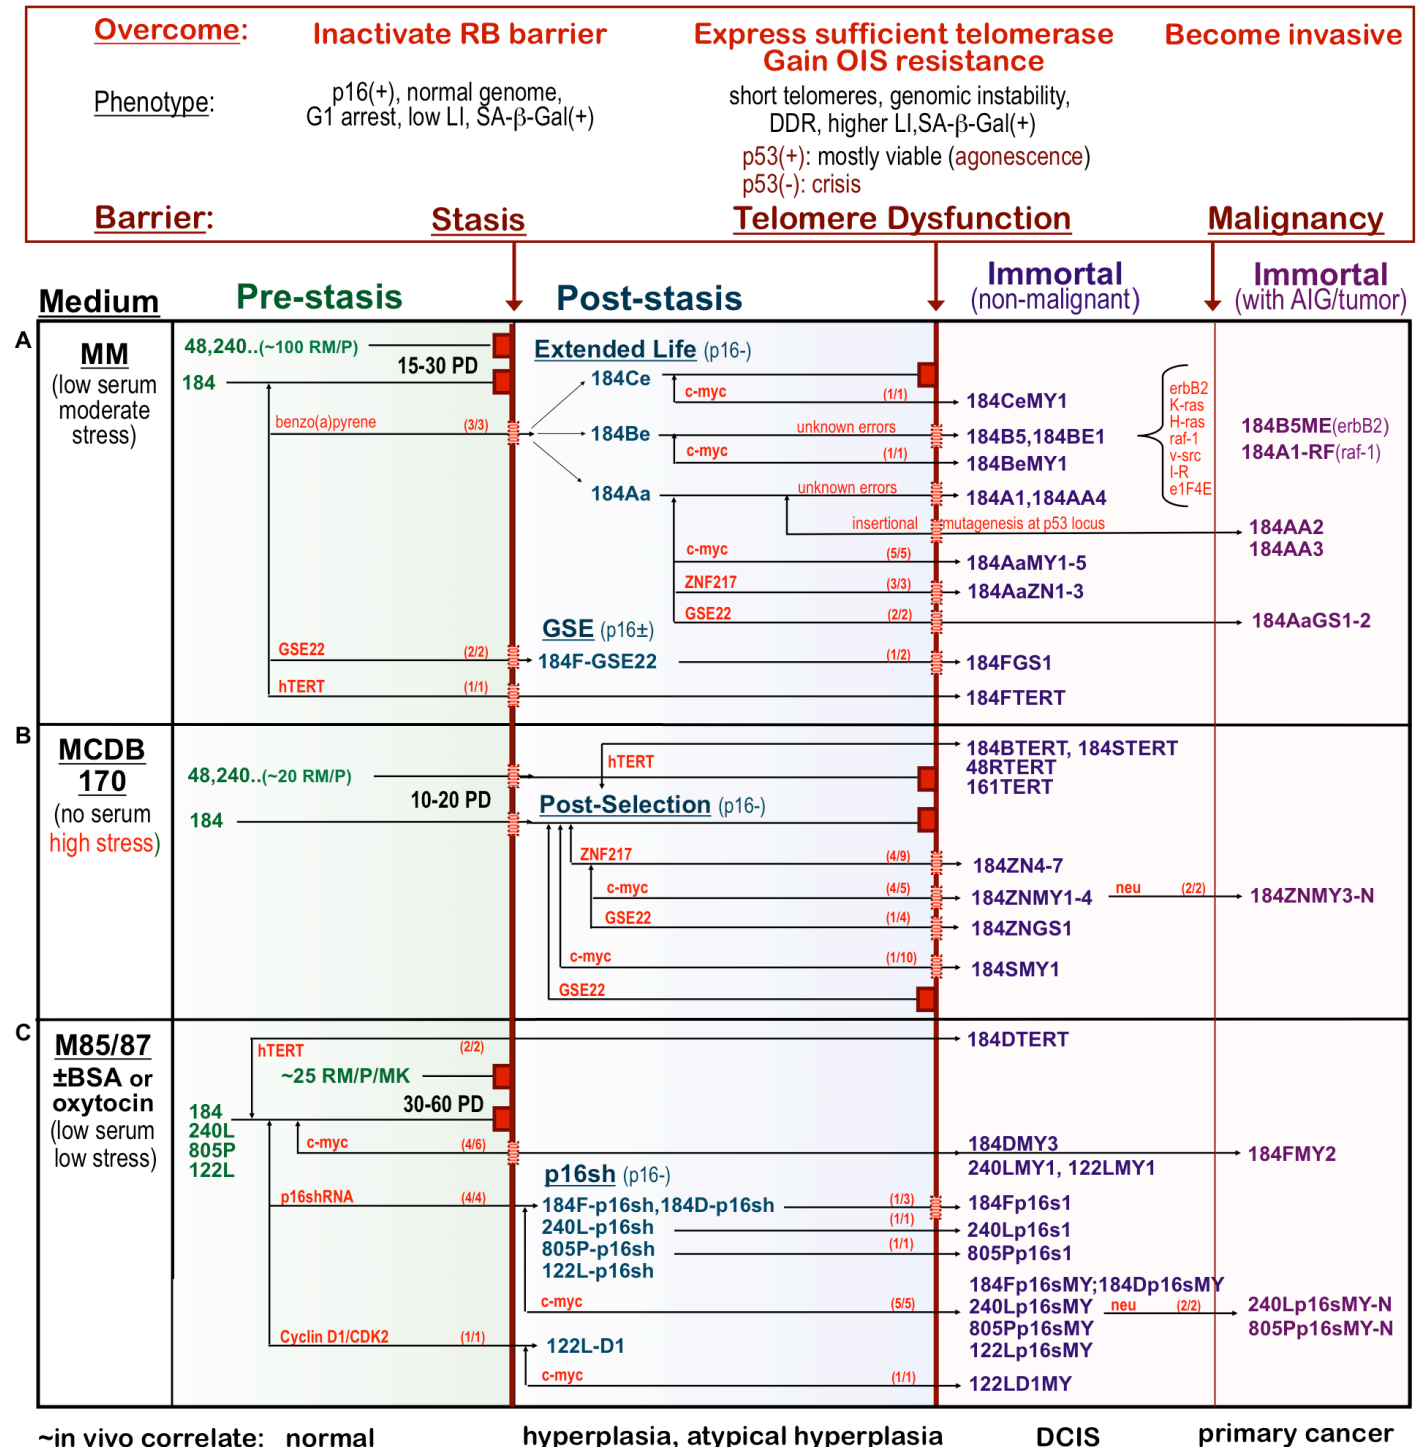 Overcome:
Inactivate RB barrier
Express sufficient telomerase
Gain OIS resistance
Become invasive
Phenotype:
p16(+), normal genome,
G1 arrest, low LI, SA-β-Gal(+)
short telomeres, genomic instability,
DDR, higher LI,SA-β-Gal(+)
p53(+): mostly viable (agonescence)
p53(-): crisis
Barrier:
Stasis
Telomere Dysfunction
Malignancy
Medium
Pre-stasis
Post-stasis
Immortal
(non-malignant)
Immortal
(with AIG/tumor)
A
MM
(low serum
moderate
stress)
48,240..(~100 RM/P)
15-30 PD
184
benzo(a)pyrene
(3/3)
Extended Life (p16-)
184Ce
c-myc
(1/1)
184CeMY1
184Be
unknown errors
184B5,184BE1
c-myc
(1/1)
184BeMY1
184Aa
unknown errors
184A1,184AA4
erbB2
K-ras
H-ras
raf-1
v-src
I-R
e1F4E
184B5ME(erbB2)
184A1-RF(raf-1)
insertional mutagenesis at p53 locus
184AA2
184AA3
c-myc
(5/5)
184AaMY1-5
ZNF217
(3/3)
184AaZN1-3
GSE22
(2/2)
184AaGS1-2
GSE (p16±)
GSE22
(2/2)
184F-GSE22
(1/2)
184FGS1
hTERT
(1/1)
184FTERT
B
MCDB
170
(no serum
high stress)
48,240..(~20 RM/P)
10-20 PD
184
hTERT
184BTERT, 184STERT
48RTERT
161TERT
Post-Selection (p16-)
ZNF217
(4/9)
184ZN4-7
c-myc
(4/5)
184ZNMY1-4
neu
(2/2)
184ZNMY3-N
GSE22
(1/4)
184ZNGS1
c-myc
(1/10)
184SMY1
GSE22
C
M85/87
±BSA or
oxytocin
(low serum
low stress)
hTERT
(2/2)
184DTERT
~25 RM/P/MK
30-60 PD
184
240L
805P
122L
c-myc
(4/6)
184DMY3
240LMY1, 122LMY1
184FMY2
p16sh (p16-)
p16shRNA
(4/4)
184F-p16sh,184D-p16sh
(1/3)
184Fp16s1
240L-p16sh
(1/1)
240Lp16s1
805P-p16sh
(1/1)
805Pp16s1
122L-p16sh
c-myc
(5/5)
184Fp16sMY;184Dp16sMY
240Lp16sMY
805Pp16sMY
122Lp16sMY
neu
(2/2)
240Lp16sMY-N
805Pp16sMY-N
Cyclin D1/CDK2
(1/1)
122L-D1
c-myc
(1/1)
122LD1MY
~in vivo correlate:
normal
hyperplasia, atypical hyperplasia
DCIS
primary cancer